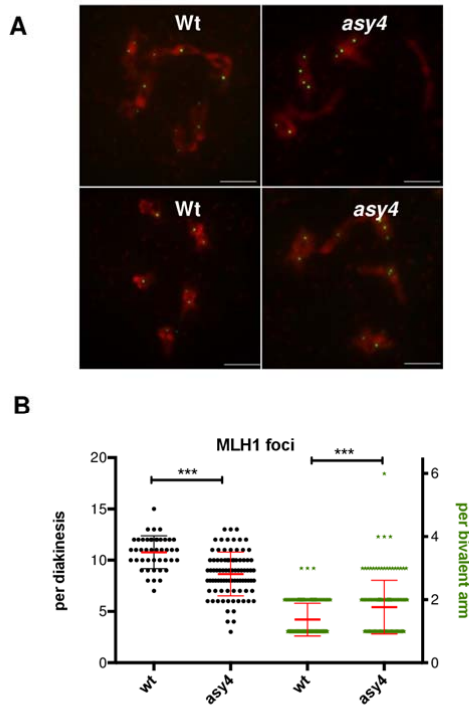 A
Wt
asy4
Wt
asy4
B
MLH1 foci
***
***
20
15
10
5
0
6
4
2
0
per diakinesis
per bivalent arm
wt
asy4
wt
asy4